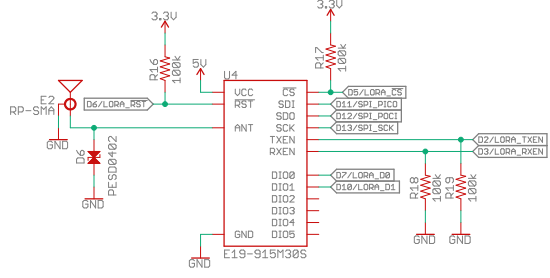 3.3V
3.3V
R16
100k
R17
100k
5V
U4
E2
RP-SMA
D6/LORA_RST
VCC
RST
ANT
GND
CS
SDI
SDO
SCK
TXEN
RXEN
DIO0
DIO1
DIO2
DIO3
DIO4
DIO5
D5/LORA_CS
D11/SPI_PICO
D12/SPI_POCI
D13/SPI_SCK
D2/LORA_TXEN
D3/LORA_RXEN
D7/LORA_D0
D10/LORA_D1
GND
D6
PESD0402
GND
R18
100k
R19
100k
GND
GND
GND
E19-915M30S